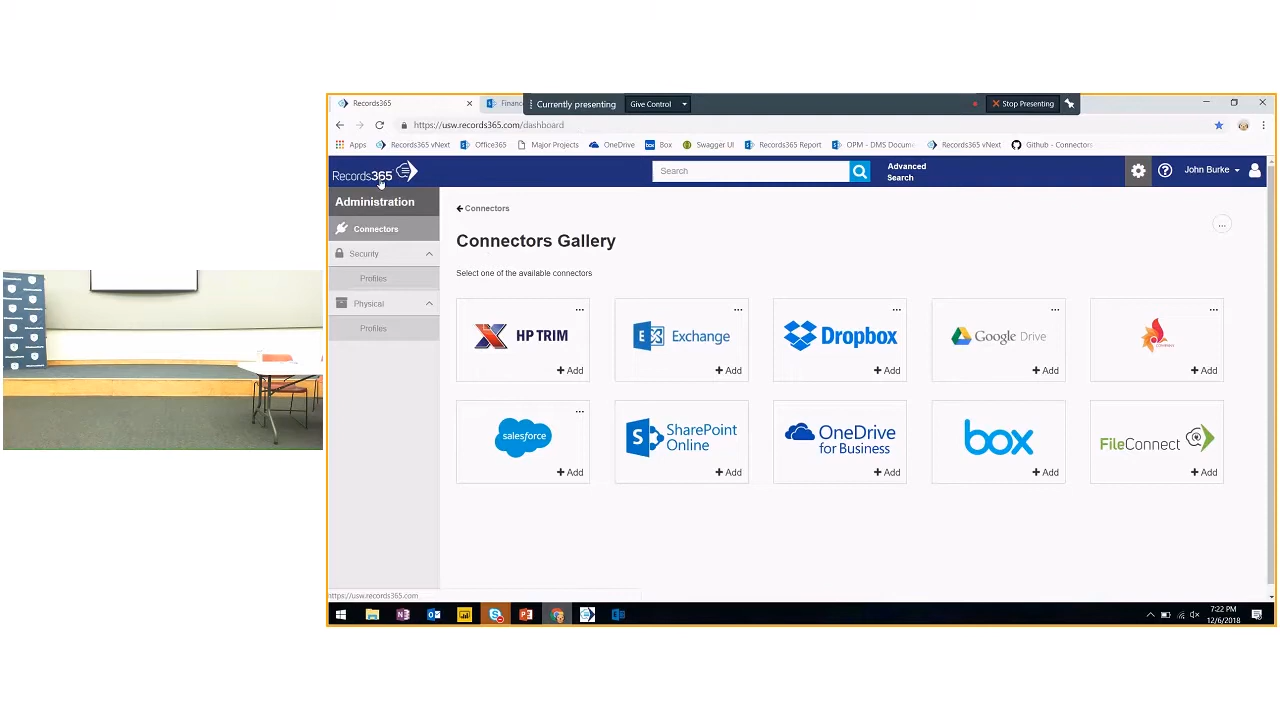 Records365
Financ
Currently presenting
Give Control
Stop Presenting
https://usw.records365.com/dashboard
Apps
Records365 vNext
Office365
Major Projects
OneDrive
Box
Swagger UI
Records365 Report
OPM - DMS Docum
Records365 vNext
Github - Connectors
Records365
Search
Advanced
Search
John Burke
Administration
Connectors
Security
Profiles
Physical
Profiles
Connectors
Connectors Gallery
Select one of the available connectors
HP TRIM
+ Add
Exchange
+ Add
Dropbox
+ Add
Google Drive
+ Add
+ Add
salesforce
+ Add
SharePoint
Online
+ Add
OneDrive
for Business
+ Add
box
+ Add
FileConnect
+ Add
https://usw.records365.com
7:22 PM
12/6/2018